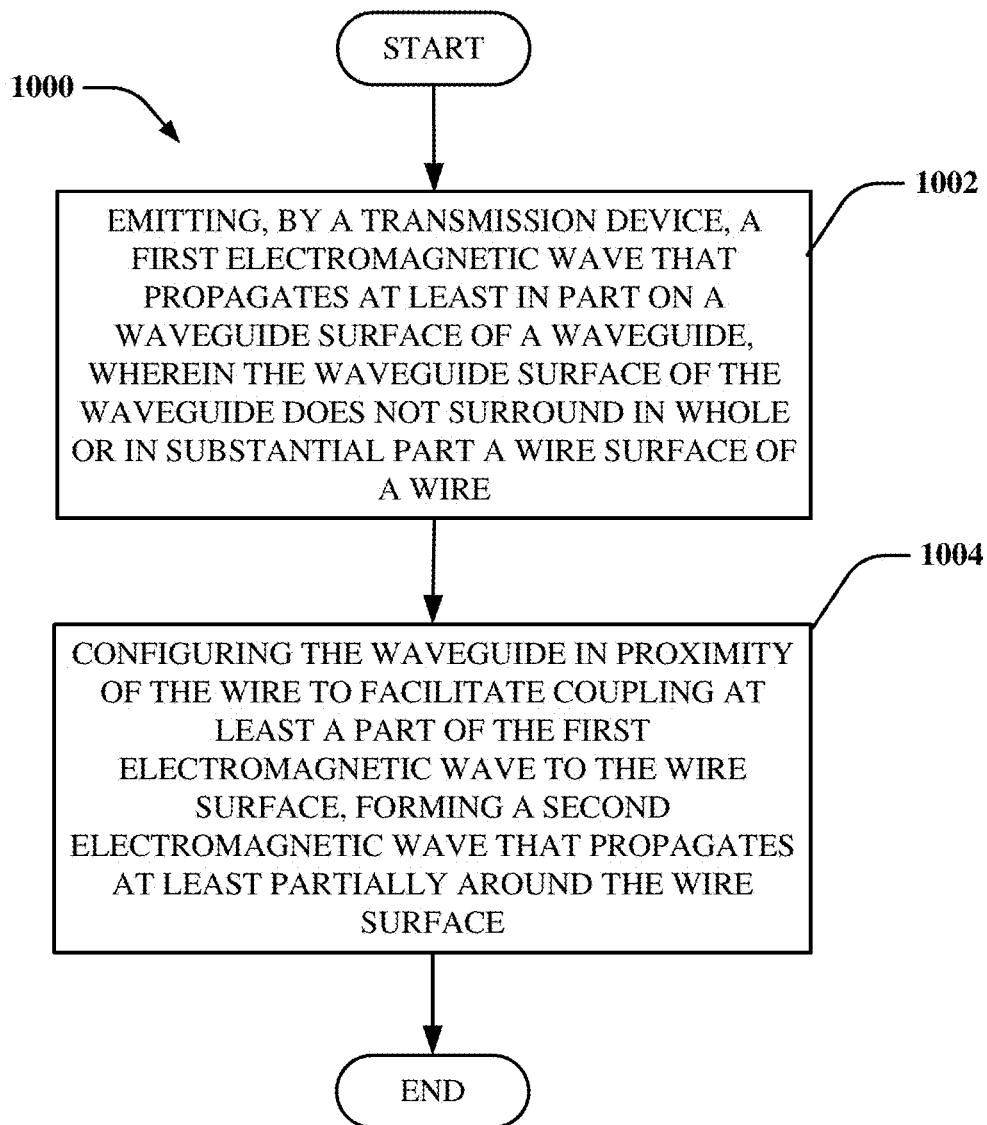 START
1000
1002
EMITTING, BY A TRANSMISSION DEVICE, A
FIRST ELECTROMAGNETIC WAVE THAT
PROPAGATES AT LEAST IN PART ON A
WAVEGUIDE SURFACE OF A WAVEGUIDE,
WHEREIN THE WAVEGUIDE SURFACE OF THE
WAVEGUIDE DOES NOT SURROUND IN WHOLE
OR IN SUBSTANTIAL PART A WIRE SURFACE OF
A WIRE
1004
CONFIGURING THE WAVEGUIDE IN PROXIMITY
OF THE WIRE TO FACILITATE COUPLING AT
LEAST A PART OF THE FIRST
ELECTROMAGNETIC WAVE TO THE WIRE
SURFACE, FORMING A SECOND
ELECTROMAGNETIC WAVE THAT PROPAGATES
AT LEAST PARTIALLY AROUND THE WIRE
SURFACE
END